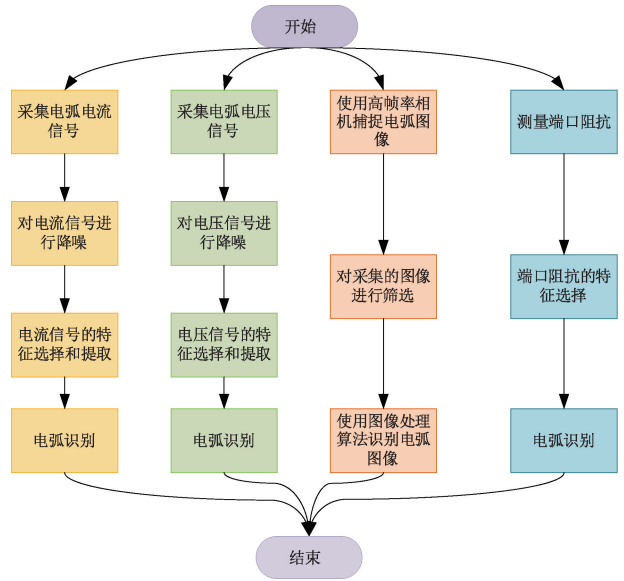 开始
采集电弧电流
信号
采集电弧电压
信号
使用高帧率相
机捕捉电弧图
像
测量端口阻抗
对电流信号进
行降噪
对电压信号进
行降噪
对采集的图像
进行筛选
端口阻抗的特
征选择
电流信号的特
征选择和提取
电压信号的特
征选择和提取
电弧识别
电弧识别
使用图像处理
算法识别电弧
图像
电弧识别
结束